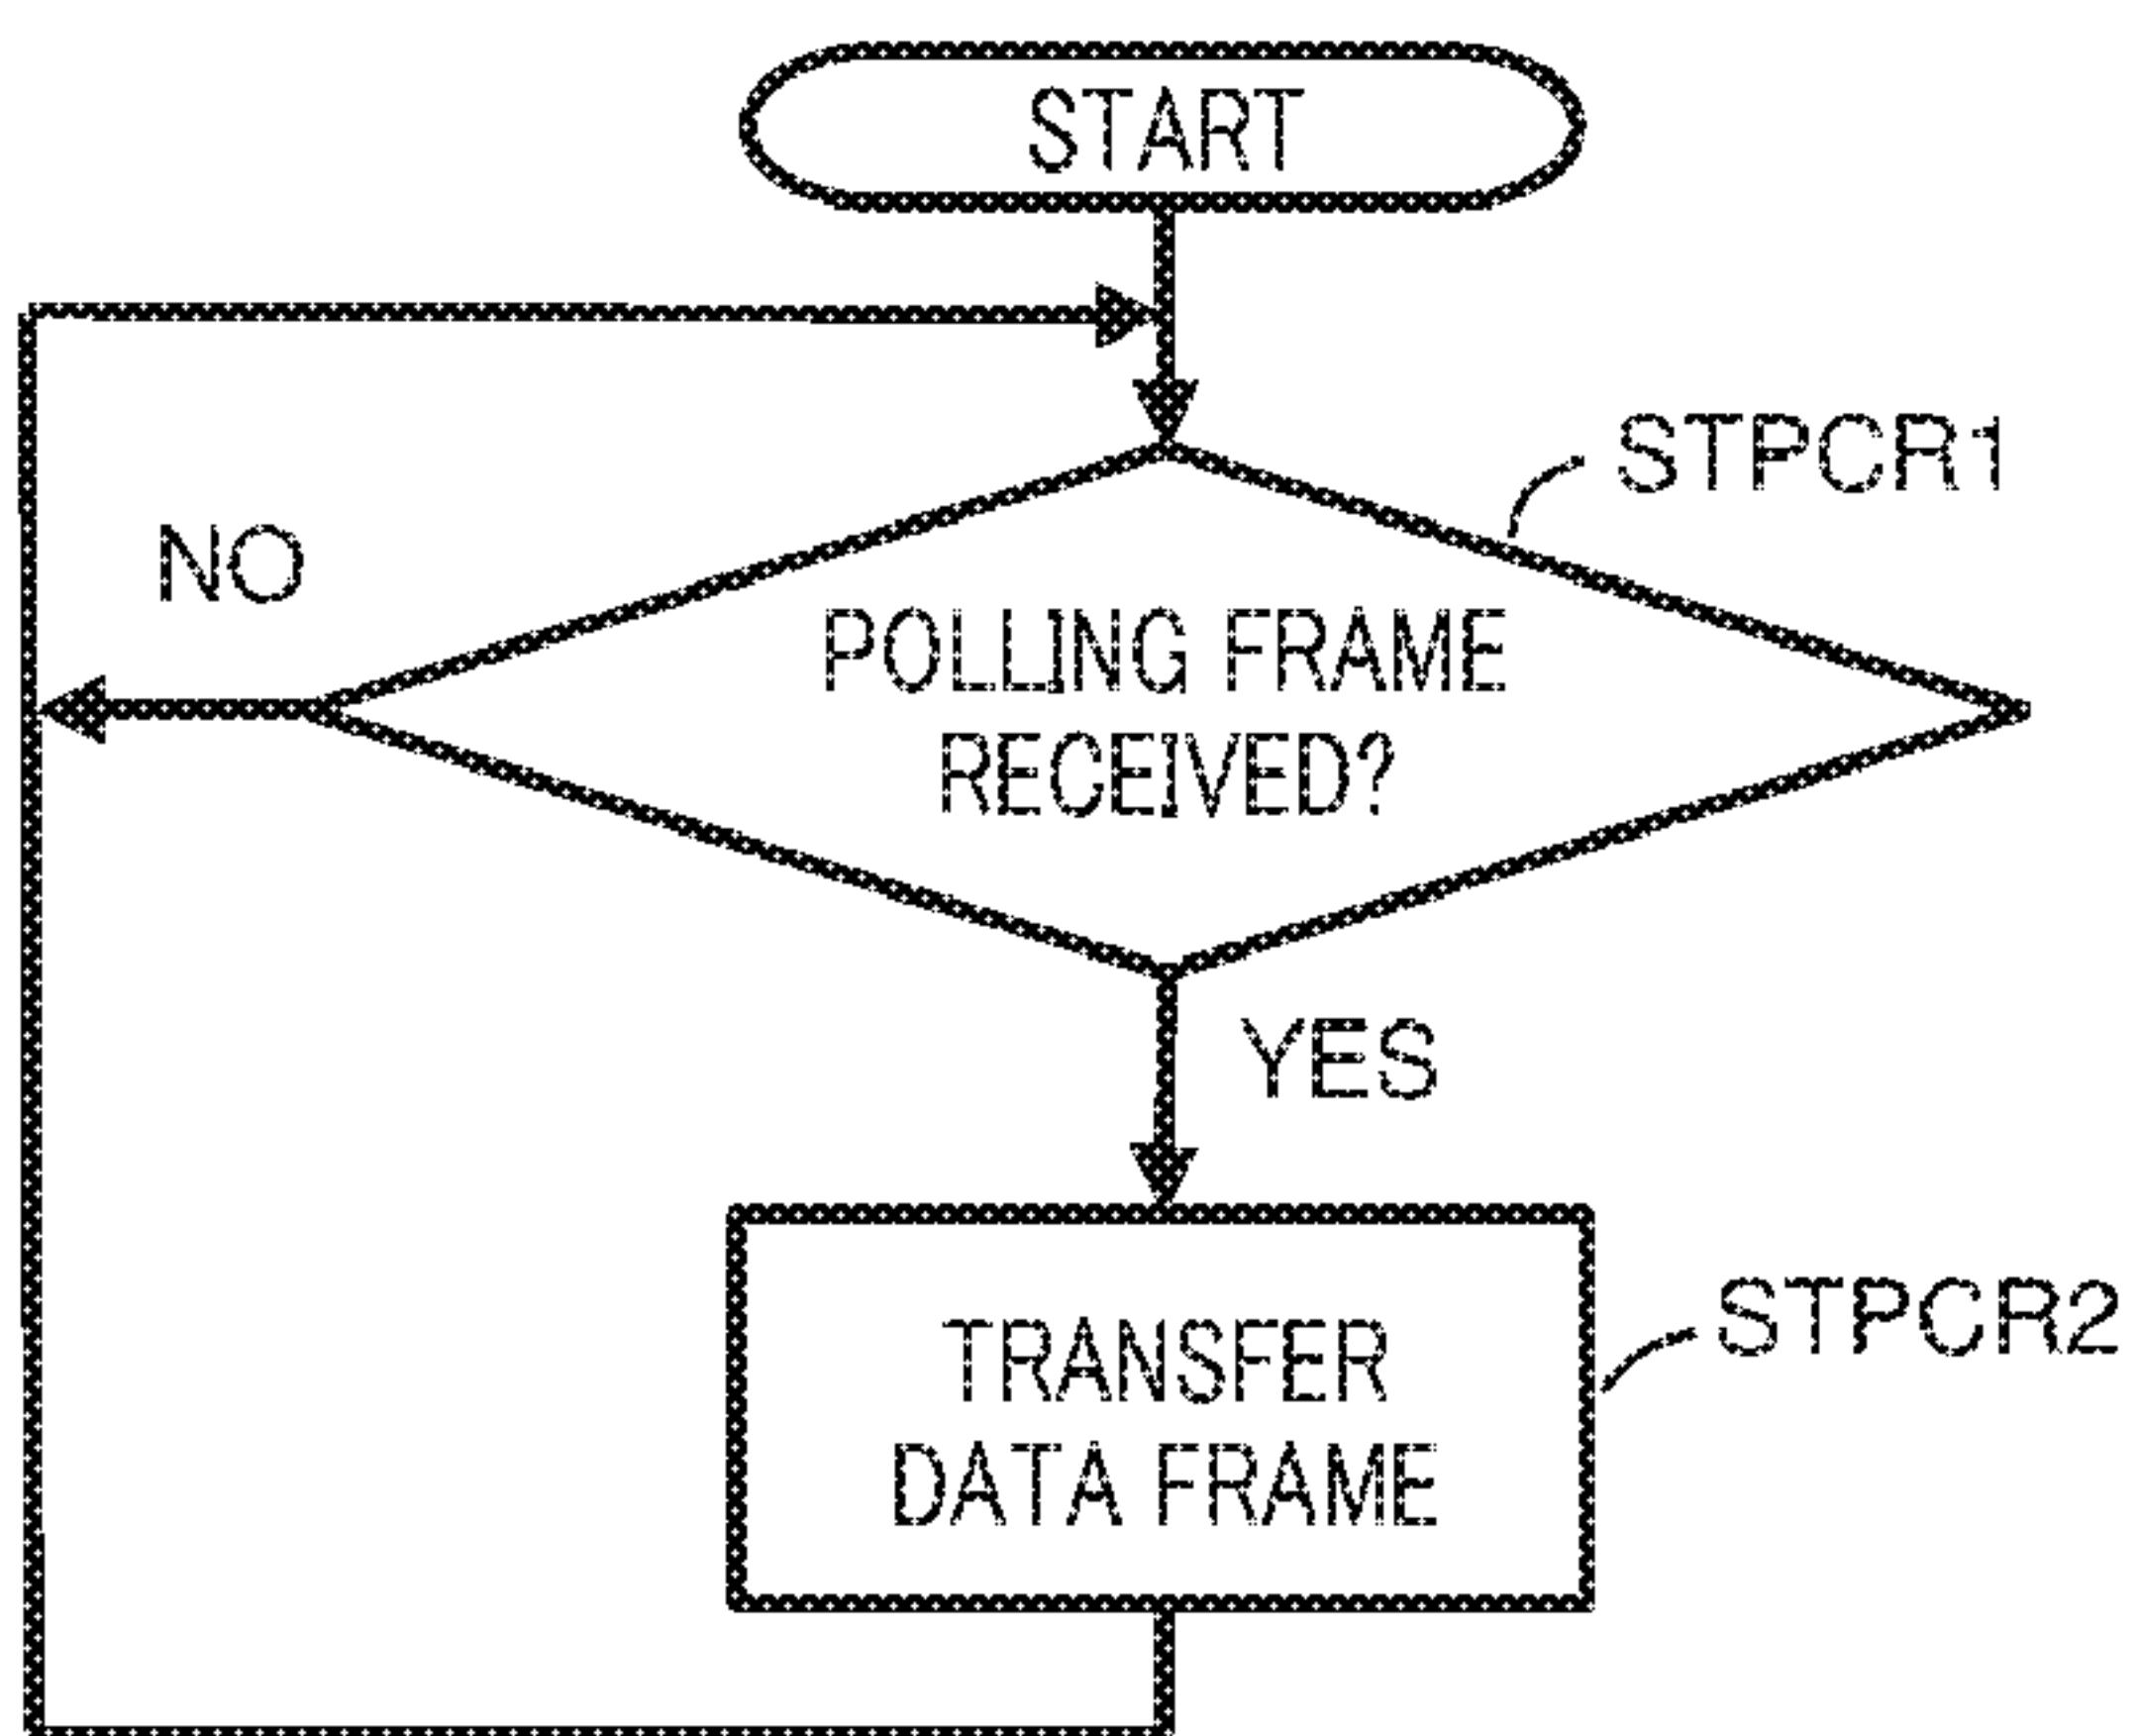 START
STPCR1
NO
POLLING FRAME
RECEIVED?
YES
STPCR2
TRANSFER
DATA FRAME